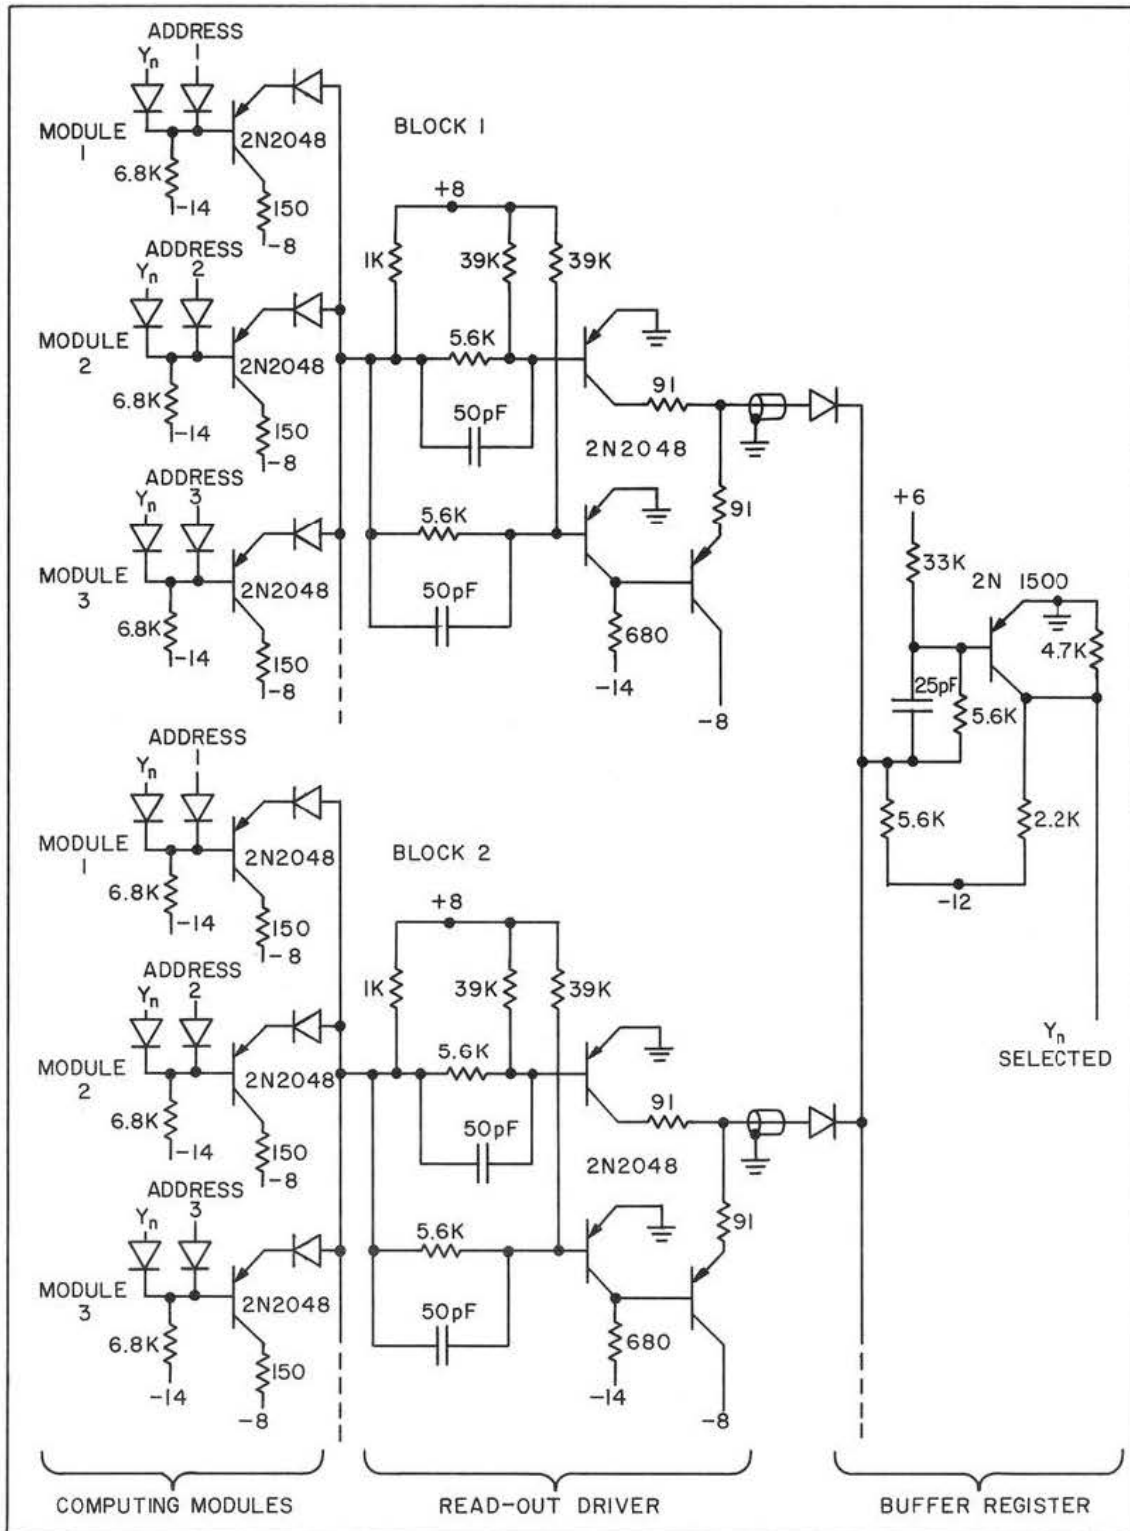 ADDRESS
Yn 1
MODULE
1
2N2048
6.8K
-14
150
-8
ADDRESS
Yn 2
MODULE
2
2N2048
6.8K
-14
150
-8
ADDRESS
Yn 3
MODULE
3
2N2048
6.8K
-14
150
-8
BLOCK 1
+8
1K
39K
39K
5.6K
50pF
91
2N2048
5.6K
50pF
91
680
-14
-8
+6
33K
2N 1500
4.7K
25pF
5.6K
5.6K
2.2K
-12
Yn
SELECTED
ADDRESS
Yn 1
MODULE
1
2N2048
6.8K
-14
150
-8
ADDRESS
Yn 2
MODULE
2
2N2048
6.8K
-14
150
-8
ADDRESS
Yn 3
MODULE
3
2N2048
6.8K
-14
150
-8
BLOCK 2
+8
1K
39K
39K
5.6K
50pF
91
2N2048
5.6K
50pF
91
680
-14
-8
COMPUTING MODULES
READ-OUT DRIVER
BUFFER REGISTER